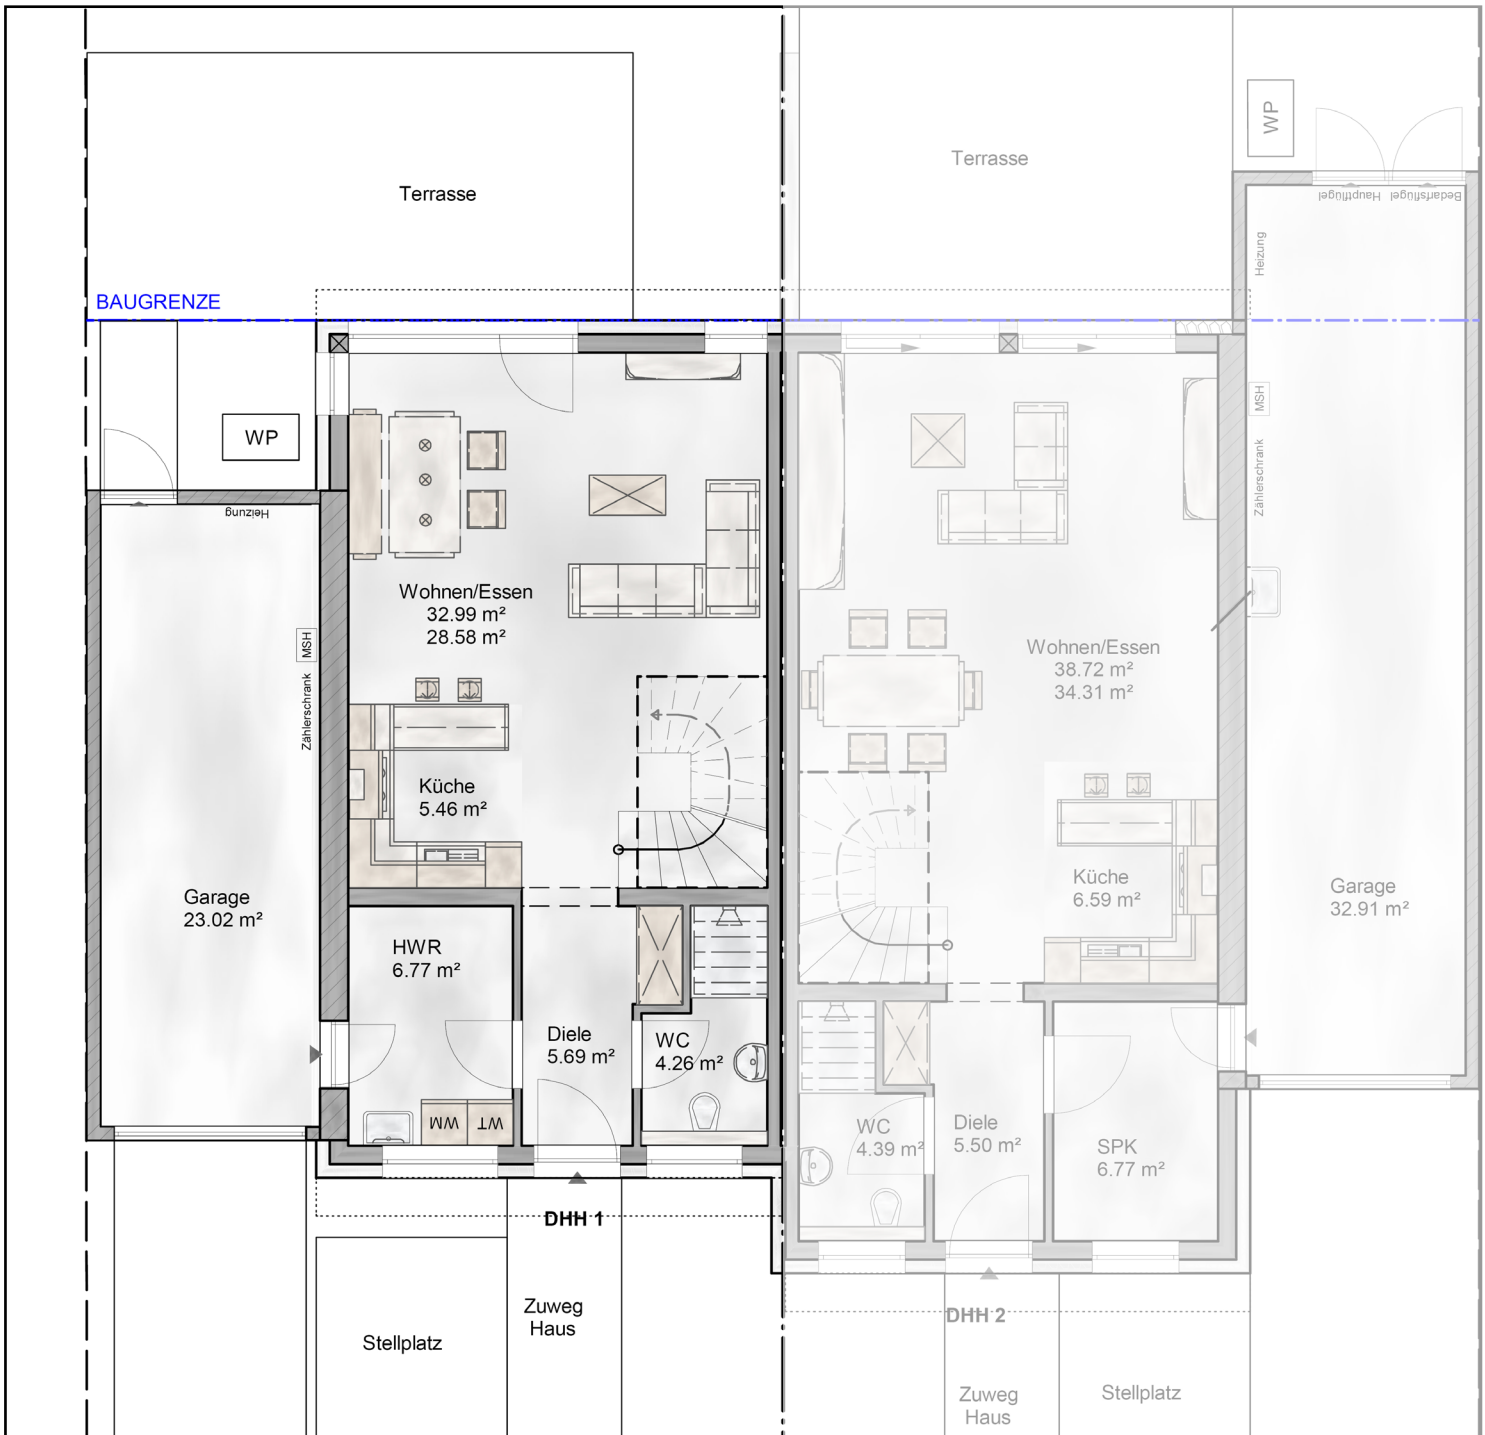 Terrasse
BAUGRENZE
WP
Heizung
MSH
Zählerschrank
Wohnen/Essen
32.99 m²
28.58 m²
Küche
5.46 m²
Garage
23.02 m²
HWR
6.77 m²
Diele
5.69 m²
WC
4.26 m²
WM
WT
DHH 1
Zuweg
Haus
Stellplatz
Terrasse
WP
Hauptflügel
Bedarfsflügel
Heizung
MSH
Zählerschrank
Wohnen/Essen
38.72 m²
34.31 m²
Küche
6.59 m²
Garage
32.91 m²
WC
4.39 m²
Diele
5.50 m²
SPK
6.77 m²
DHH 2
Zuweg
Haus
Stellplatz